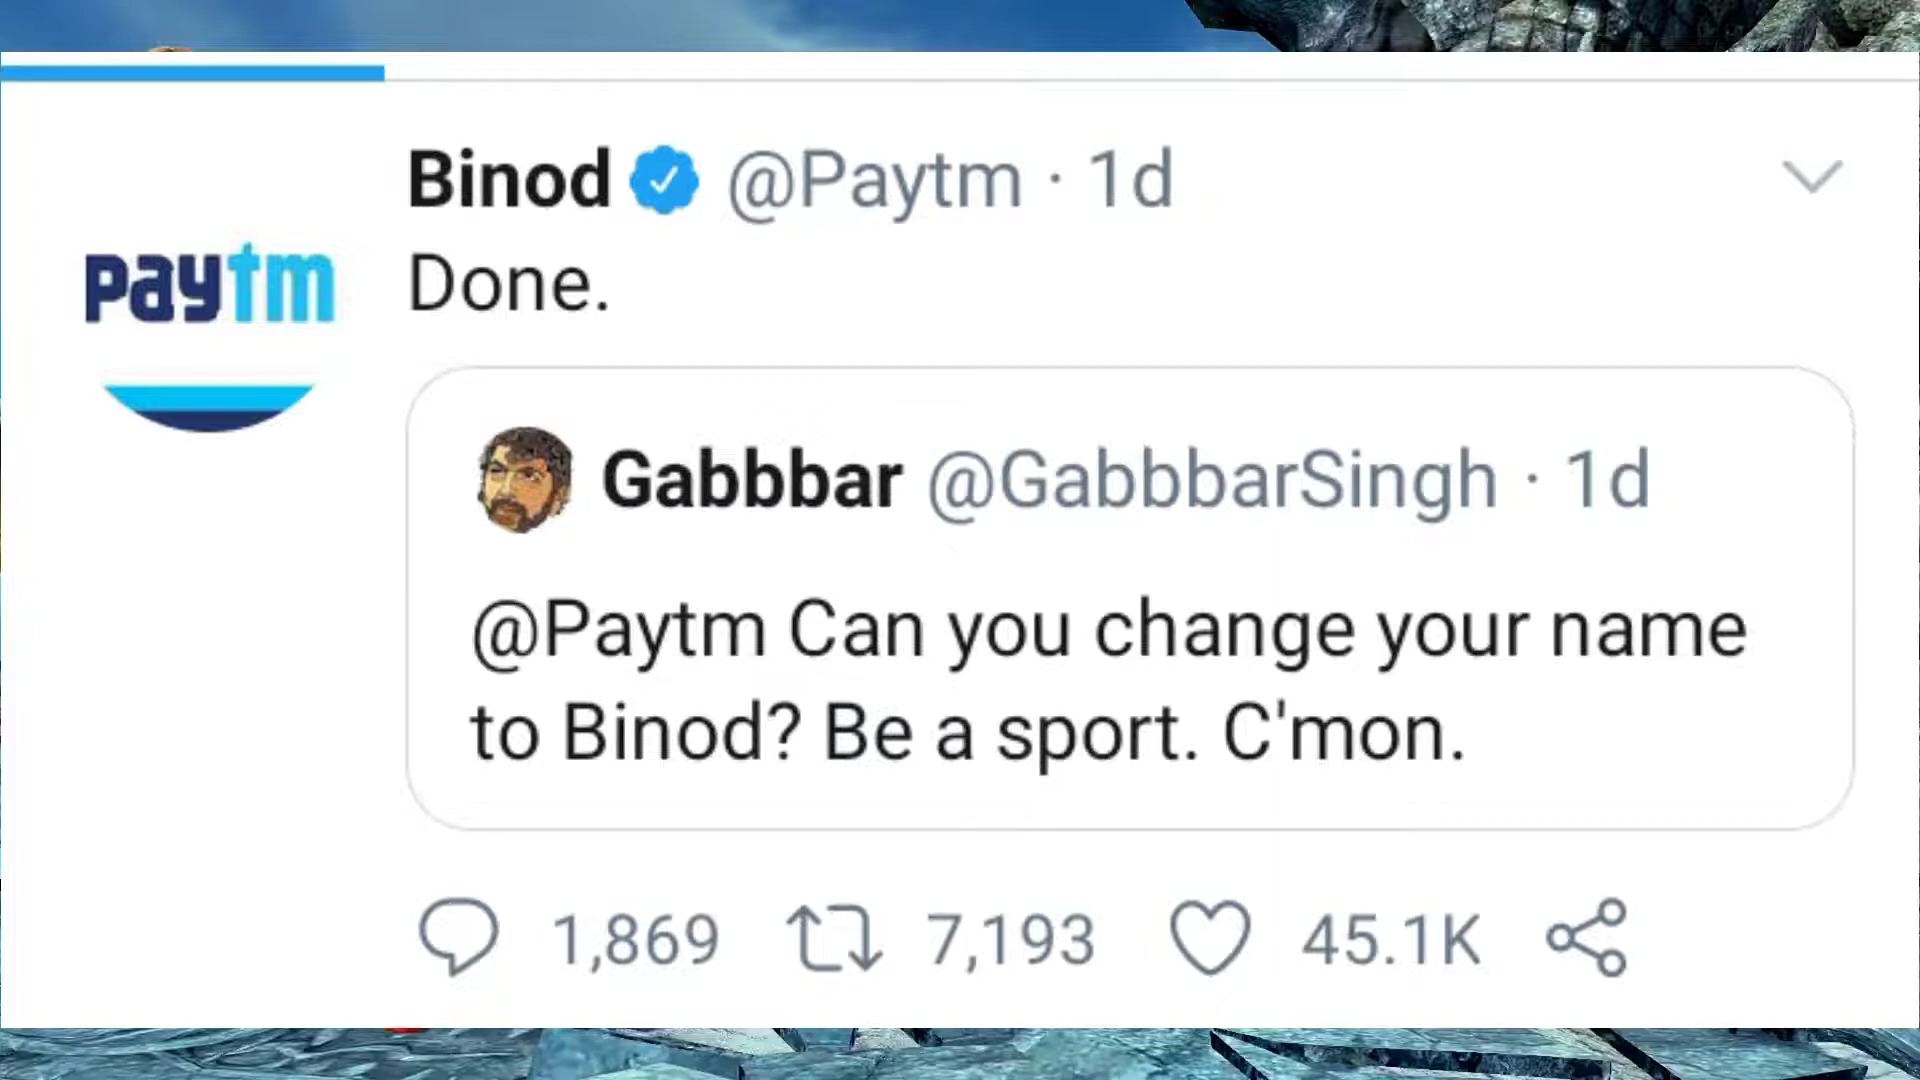 Binod @Paytm · 1d
paytm
Done.
Gabbbar @GabbbarSingh · 1d
@Paytm Can you change your name
to Binod? Be a sport. C'mon.
1,869 7,193 45.1K